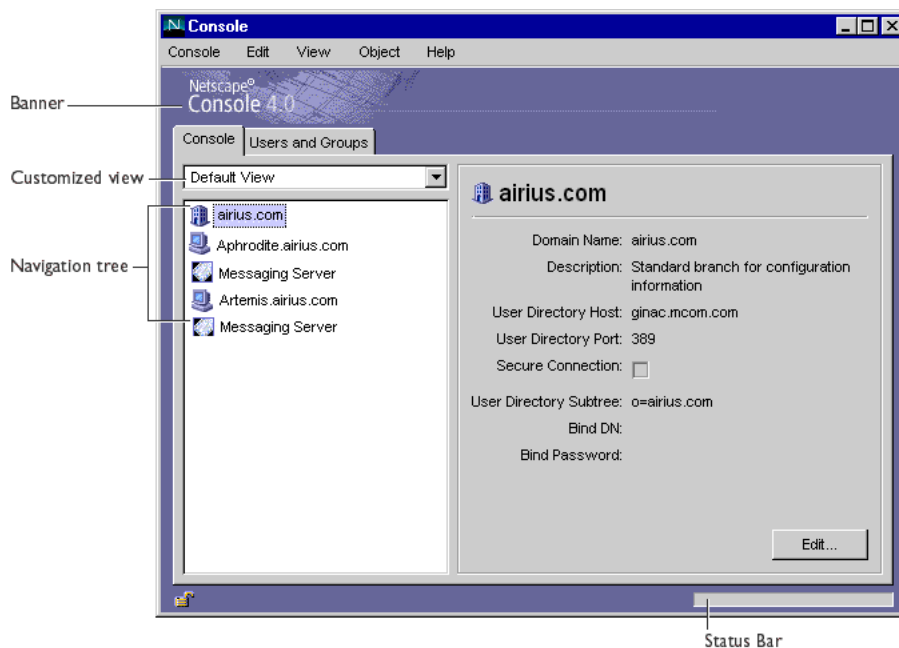 Console
Console Edit View Object Help
Netscape®
Console 4.0
Banner
Console Users and Groups
Customized view
Default View
airius.com
Aphrodite.airius.com
Navigation tree
Messaging Server
Artemis.airius.com
Messaging Server
airius.com
Domain Name: airius.com
Description: Standard branch for configuration
information
User Directory Host: ginac.mcom.com
User Directory Port: 389
Secure Connection:
User Directory Subtree: o=airius.com
Bind DN:
Bind Password:
Edit...
Status Bar